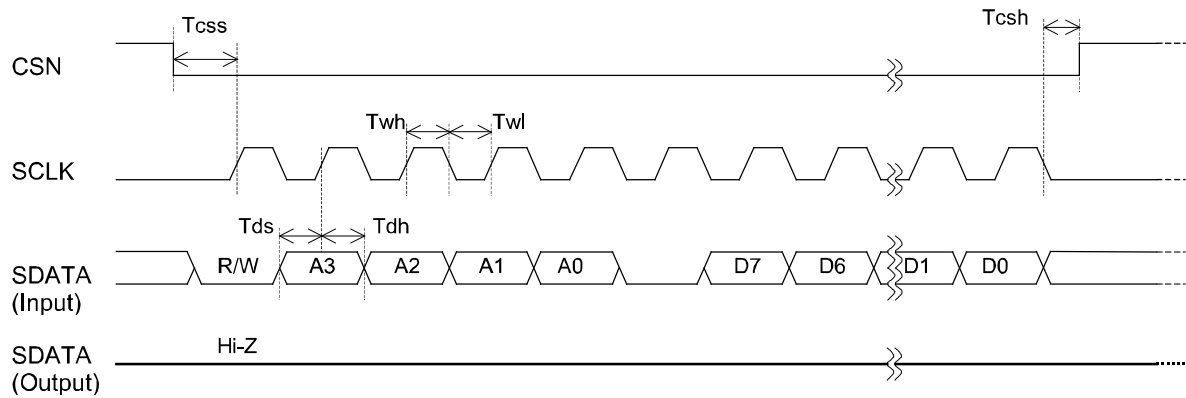 Tcss
Tcsh
CSN
Twh
Twl
SCLK
Tds
Tdh
R/W
A3
A2
A1
A0
D7
D6
D1
D0
SDATA
(Input)
Hi-Z
SDATA
(Output)